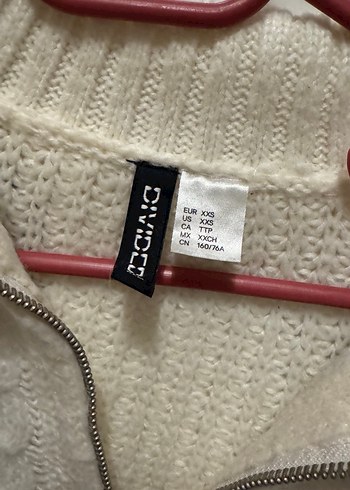 DIVIDED
EUR XXS
US XXS
CA TTP
MX XXCH
CN 160/76A